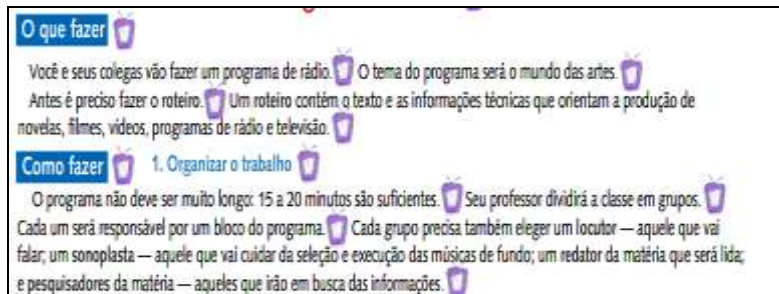 O que fazer
Você e seus colegas vão fazer um programa de rádio. O tema do programa será o mundo das artes.
Antes é preciso fazer o roteiro. Um roteiro contém o texto e as informações técnicas que orientam a produção de
novelas, filmes, vídeos, programas de rádio e televisão.
Como fazer 1. Organizar o trabalho
O programa não deve ser muito longo: 15 a 20 minutos são suficientes. Seu professor dividirá a classe em grupos.
Cada um será responsável por um bloco do programa. Cada grupo precisa também eleger um locutor — aquele que vai
falar; um sonoplasta — aquele que vai cuidar da seleção e execução das músicas de fundo; um redator da matéria que será lida;
e pesquisadores da matéria — aqueles que irão em busca das informações.